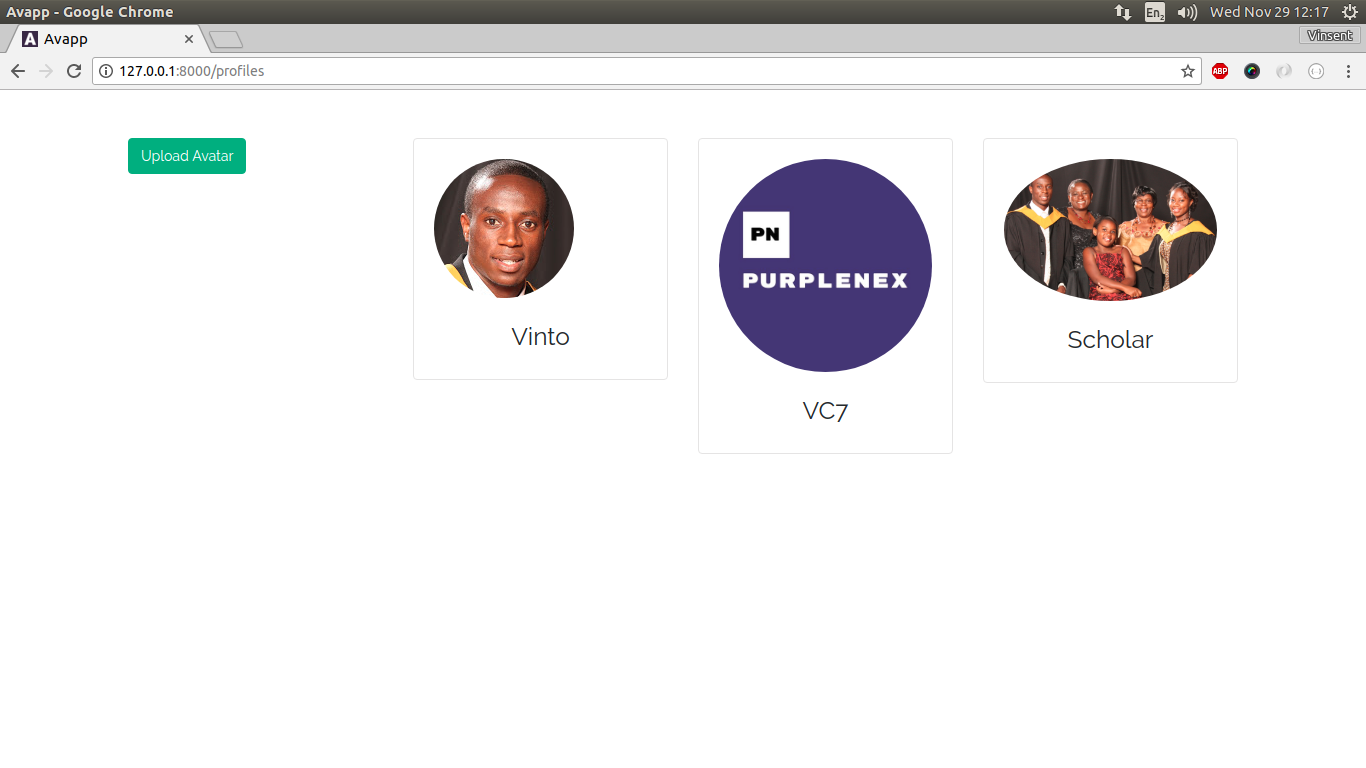 Avapp - Google Chrome
En2
Wed Nov 29 12:17
Avapp
Vinsent
127.0.0.1:8000/profiles
ABP
Upload Avatar
Vinto
PN
PURPLENEX
VC7
Scholar